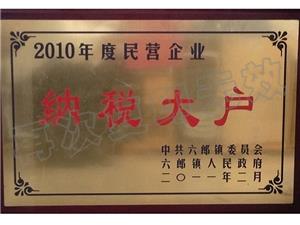 2010年度民营企业
纳税大户
中共六郎镇委员会
六郎镇人民政府
二〇一一年二月